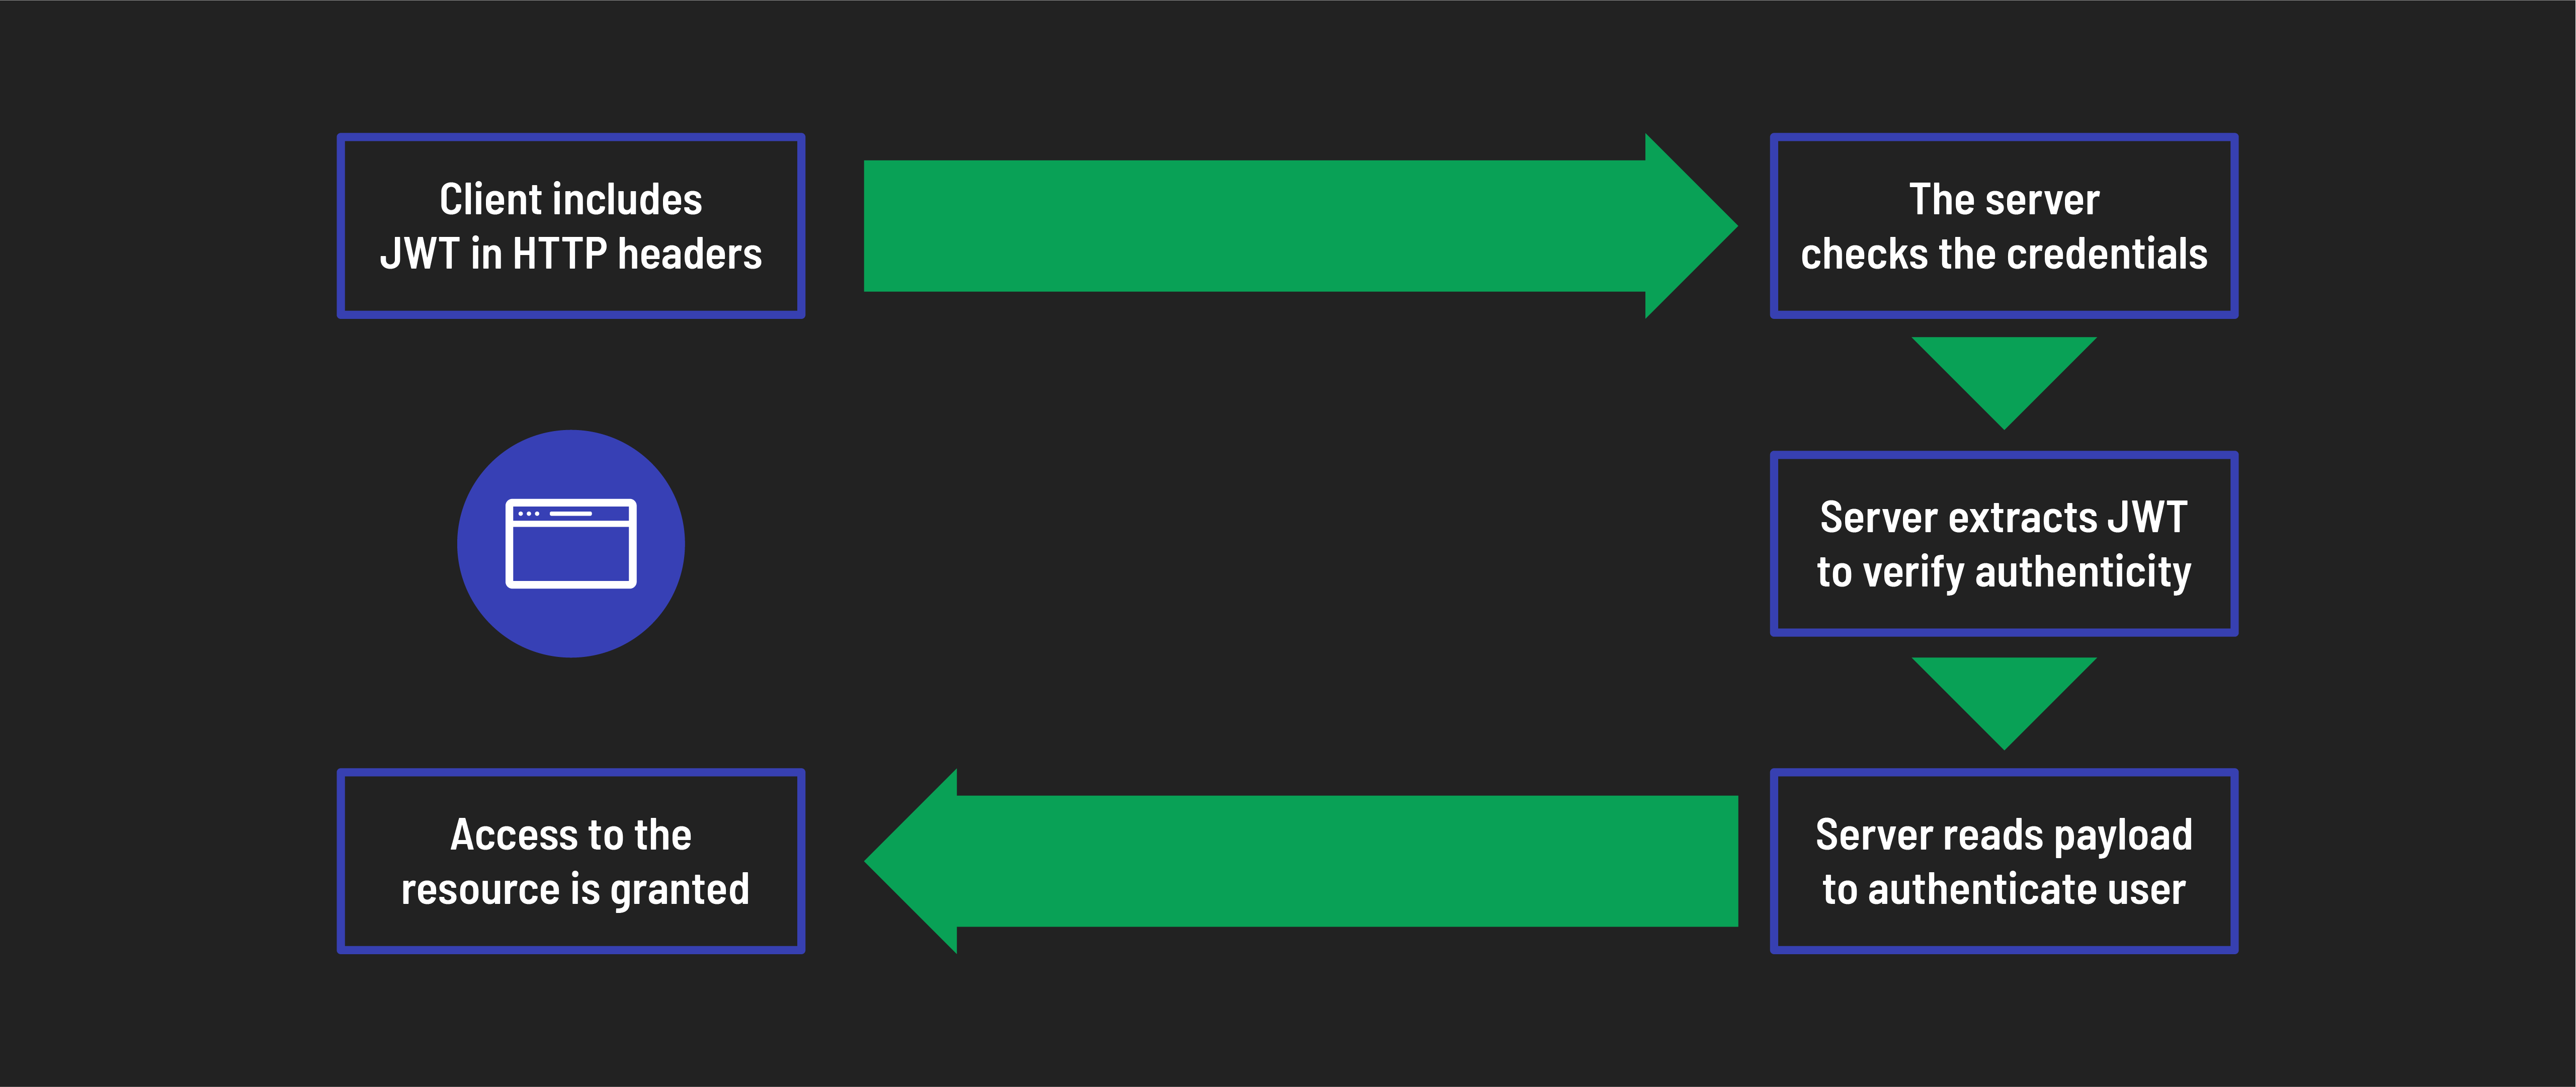 Client includes
JWT in HTTP headers
The server
checks the credentials
Server extracts JWT
to verify authenticity
Server reads payload
to authenticate user
Access to the
resource is granted